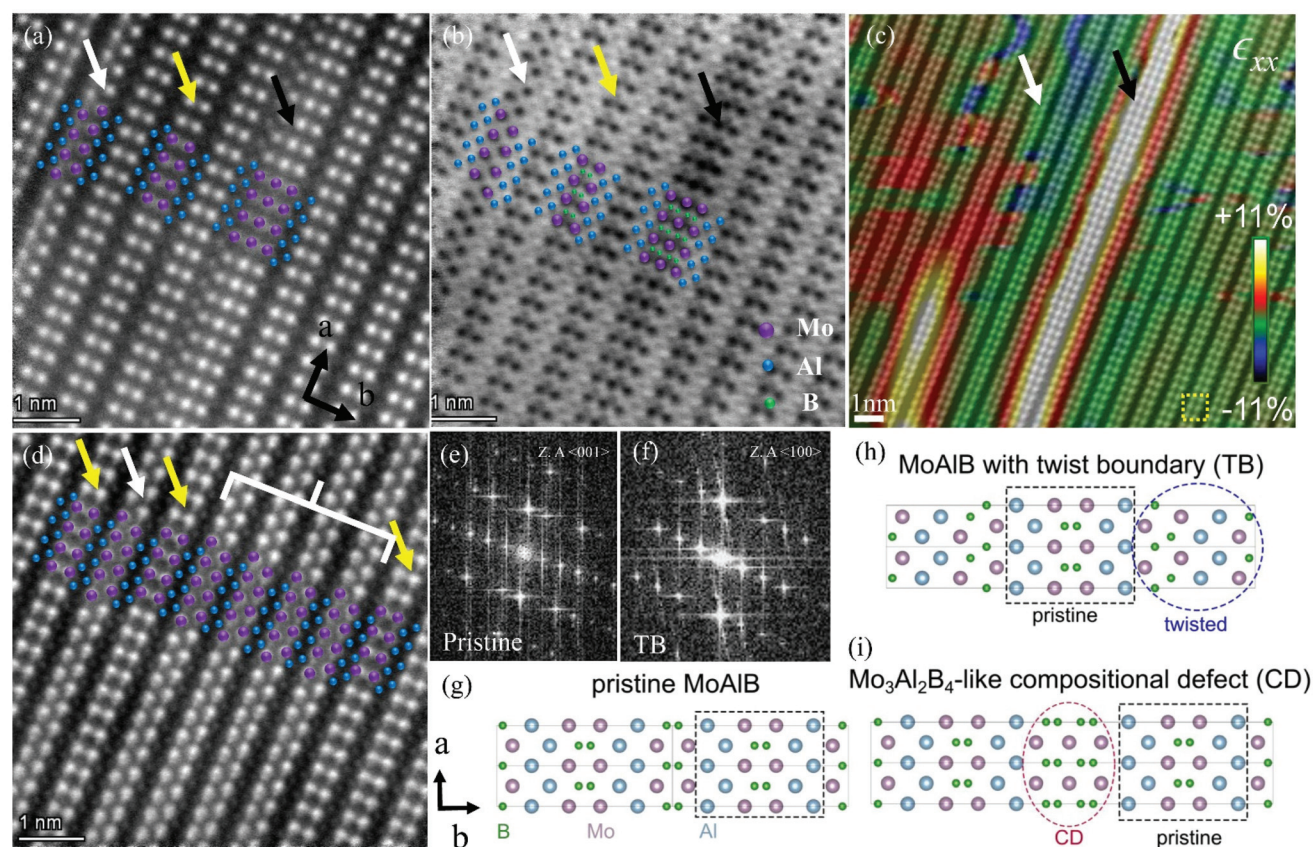 (a)
a
b
1 nm
(b)
Mo
Al
B
1 nm
(c)
ϵxx
+11%
-11%
1nm
(d)
1 nm
(e)
Z. A <001>
Pristine
(f)
Z. A <100>
TB
(g)
pristine MoAlB
a
b
B
Mo
Al
(h)
MoAlB with twist boundary (TB)
pristine
twisted
(i)
Mo₃Al₂B₄-like compositional defect (CD)
CD
pristine